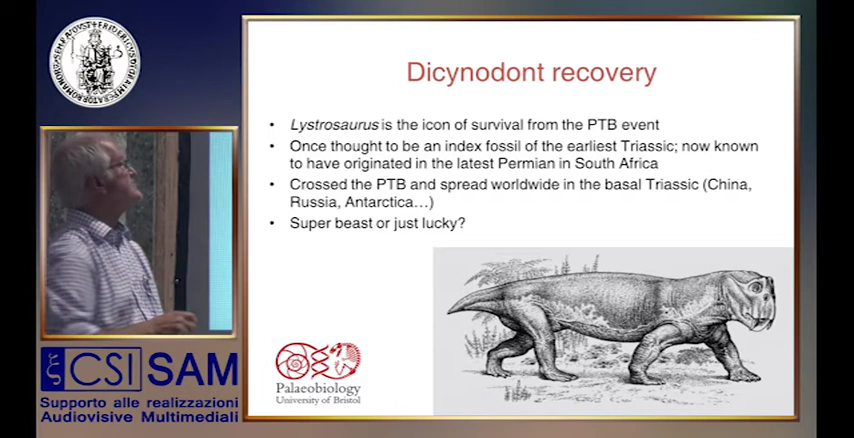 Dicynodont recovery
• Lystrosaurus is the icon of survival from the PTB event
• Once thought to be an index fossil of the earliest Triassic; now known
to have originated in the latest Permian in South Africa
• Crossed the PTB and spread worldwide in the basal Triassic (China,
Russia, Antarctica…)
• Super beast or just lucky?
Palaeobiology
University of Bristol
CSI SAM
Supporto alle realizzazioni
Audiovisive Multimediali